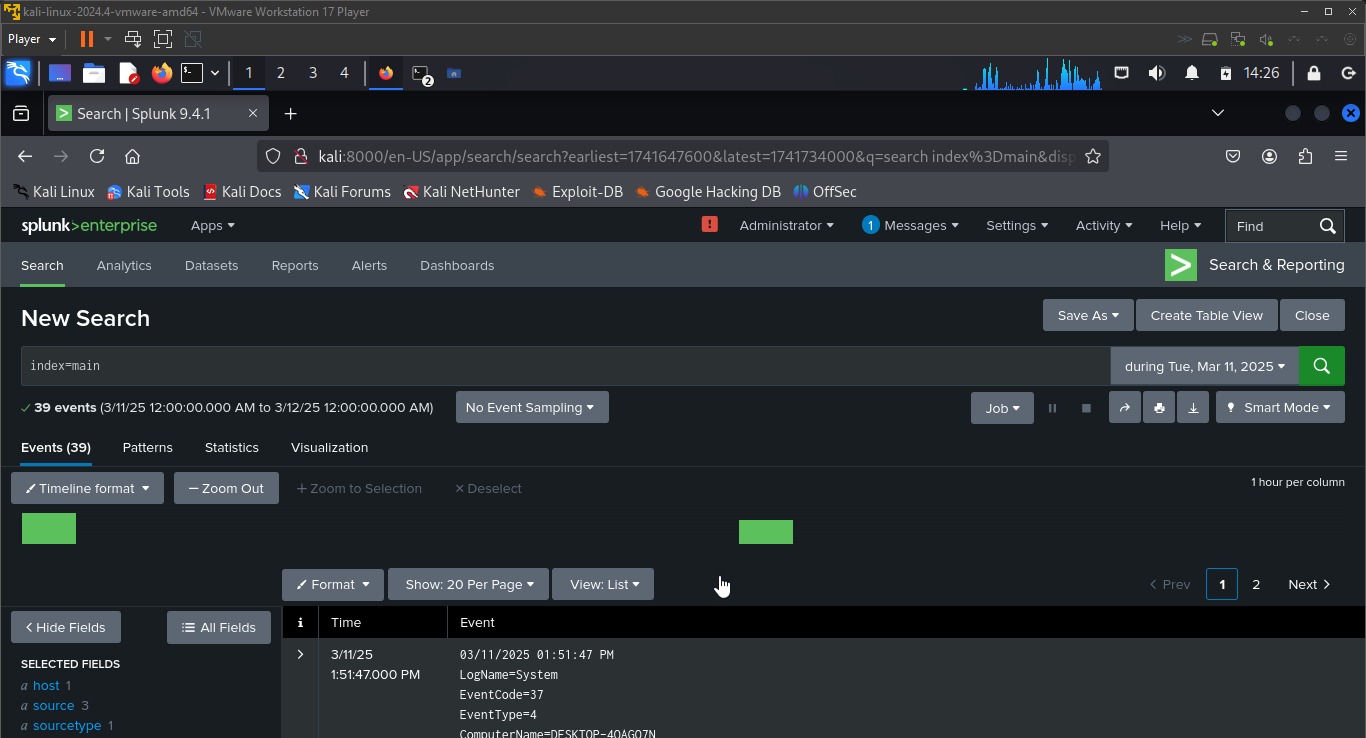 kali-linux-2024.4-vmware-amd64 - VMware Workstation 17 Player
Player
1 2 3 4 2 14:26
Search | Splunk 9.4.1
kali:8000/en-US/app/search/search?earliest=1741647600&latest=1741734000&q=search index%3Dmain&disp
Kali Linux Kali Tools Kali Docs Kali Forums Kali NetHunter Exploit-DB Google Hacking DB OffSec
splunk>enterprise Apps Administrator 1 Messages Settings Activity Help Find
Search Analytics Datasets Reports Alerts Dashboards Search & Reporting
New Search Save As Create Table View Close
index=main during Tue, Mar 11, 2025
39 events (3/11/25 12:00:00.000 AM to 3/12/25 12:00:00.000 AM) No Event Sampling Job Smart Mode
Events (39) Patterns Statistics Visualization
Timeline format — Zoom Out + Zoom to Selection × Deselect 1 hour per column
Format Show: 20 Per Page View: List < Prev 1 2 Next >
< Hide Fields All Fields i Time Event
SELECTED FIELDS
a host 1
a source 3
a sourcetype 1
3/11/25
1:51:47.000 PM
03/11/2025 01:51:47 PM
LogName=System
EventCode=37
EventType=4
ComputerName=DESKTOP-4OAGO7N